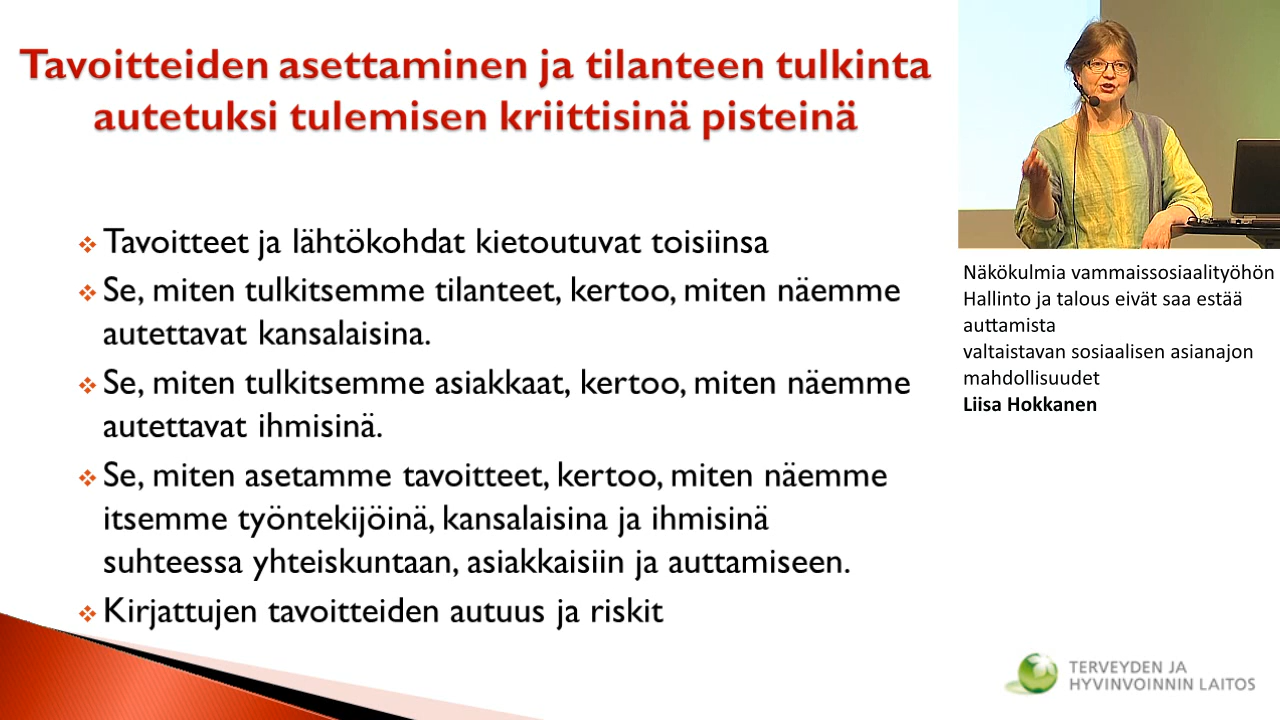 Tavoitteiden asettaminen ja tilanteen tulkinta
autetuksi tulemisen kriittisinä pisteinä
Tavoitteet ja lähtökohdat kietoutuvat toisiinsa
Se, miten tulkitsemme tilanteet, kertoo, miten näemme
autettavat kansalaisina.
Se, miten tulkitsemme asiakkaat, kertoo, miten näemme
autettavat ihmisinä.
Se, miten asetamme tavoitteet, kertoo, miten näemme
itsemme työntekijöinä, kansalaisina ja ihmisinä
suhteessa yhteiskuntaan, asiakkaisiin ja auttamiseen.
Kirjattujen tavoitteiden autuus ja riskit
Näkökulmia vammaissosiaalityöhön
Hallinto ja talous eivät saa estää
auttamista
valtaistavan sosiaalisen asianajon
mahdollisuudet
Liisa Hokkanen
TERVEYDEN JA
HYVINVOINNIN LAITOS